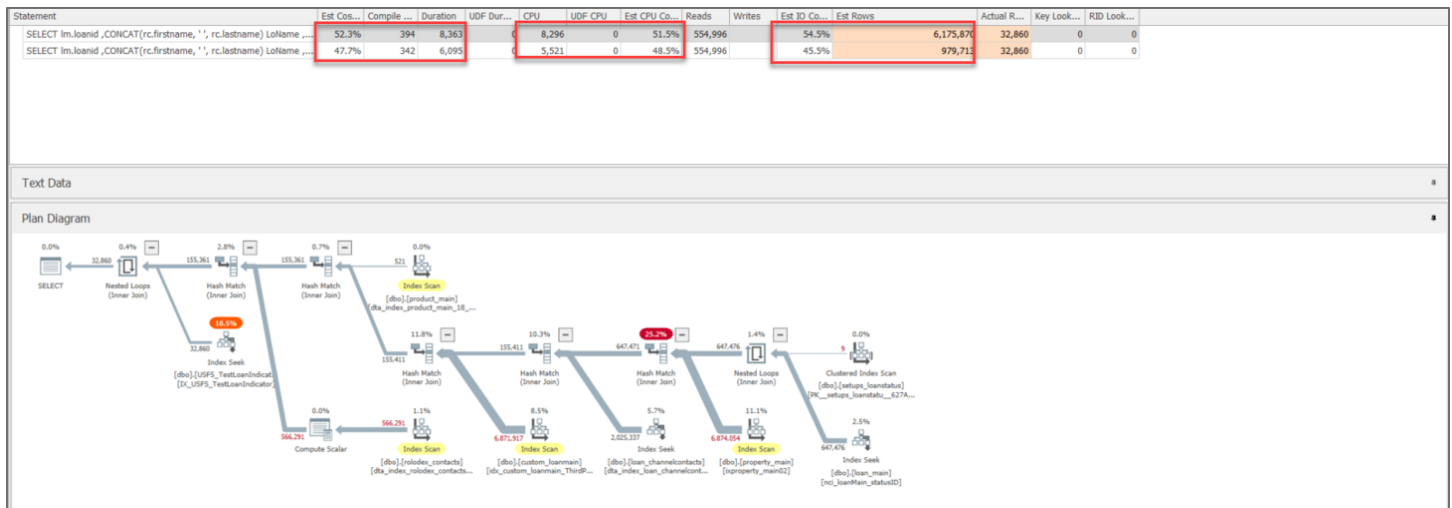 Statement Est Cos... Compile ... Duration UDF Dur... CPU UDF CPU Est CPU Co... Reads Writes Est IO Co... Est Rows Actual R... Key Look... RID Look...
SELECT lm.loanid ,CONCAT(rc.firstname, ' ', rc.lastname) LoName ,... 52.3% 394 8,363 0 8,296 0 51.5% 554,996 54.5% 6,175,870 32,860 0 0
SELECT lm.loanid ,CONCAT(rc.firstname, ' ', rc.lastname) LoName ,... 47.7% 342 6,095 0 5,521 0 48.5% 554,996 45.5% 979,713 32,860 0 0
Text Data
Plan Diagram
0.0% 0.4% 2.8% 0.7% 0.0%
32,860 155,361 155,361 521
SELECT Nested Loops Hash Match Hash Match Index Scan
(Inner Join) (Inner Join) (Inner Join) [dbo].[product_main]
[dta_index_product_main_18_...
18.5% 11.8% 10.3% 25.2% 1.4% 0.0%
32,860 155,411 155,411 647,471 647,476 9
Index Seek Hash Match Hash Match Hash Match Nested Loops Clustered Index Scan
[dbo].[USFS_TestLoanIndicat... (Inner Join) (Inner Join) (Inner Join) (Inner Join) [dbo].[setups_loanstatus]
[IX_USFS_TestLoanIndicator] [PK__setups_loanstatu__627A...
0.0% 1.1% 8.5% 5.7% 11.1% 2.5%
566,291 566,291 6,871,917 2,025,337 6,874,054 647,476
Compute Scalar Index Scan Index Scan Index Seek Index Scan Index Seek
[dbo].[rolodex_contacts] [dbo].[custom_loanmain] [dbo].[loan_channelcontacts] [dbo].[property_main] [dbo].[loan_main]
[dta_index_rolodex_contacts... [idx_custom_loanmain_ThirdP... [dta_index_loan_channelcont... [ixproperty_main02] [nci_loanMain_statusID]